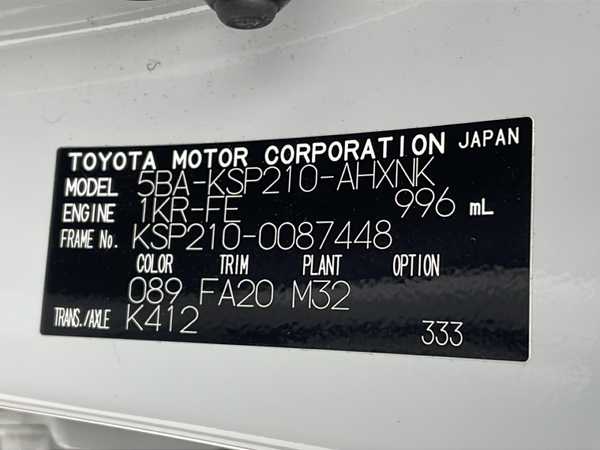 TOYOTA MOTOR CORPORATION JAPAN
MODEL 5BA-KSP210-AHXNK
ENGINE 1KR-FE 996 mL
FRAME No. KSP210-0087448
COLOR TRIM PLANT OPTION
089 FA20 M32
TRANS./AXLE K412
333